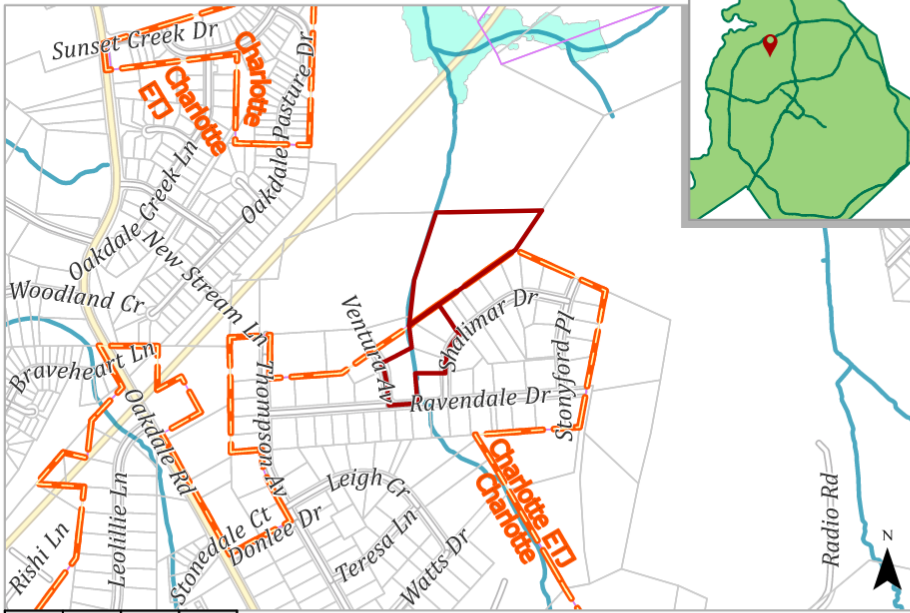 Sunset Creek Dr
Charlotte
ETJ
Charlotte
Oakdale Pasture Dr
Oakdale Creek Ln
New Stream Ln
Woodland Cr
Braveheart Ln
Ventura Av
Shalimar Dr
Stonyford Pl
Thomson Av
Ravendale Dr
Oakdale Rd
Charlotte ETJ
Charlotte
Leigh Cr
Teresa Ln
Watts Dr
Donlee Dr
Stonedale Ct
Leolillie Ln
Rishi Ln
Radio Rd
N